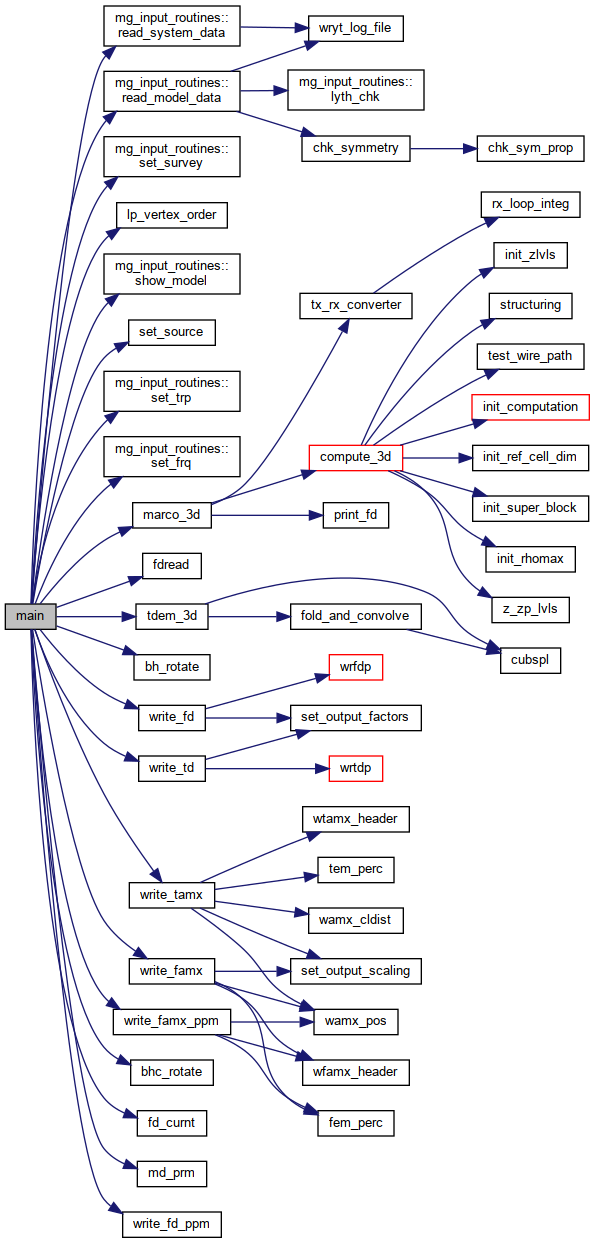 mg_input_routines::
read_system_data
wryt_log_file
mg_input_routines::
read_model_data
mg_input_routines::
lyth_chk
chk_symmetry
chk_sym_prop
mg_input_routines::
set_survey
lp_vertex_order
rx_loop_integ
mg_input_routines::
show_model
init_zlvls
tx_rx_converter
structuring
set_source
test_wire_path
mg_input_routines::
set_trp
init_computation
mg_input_routines::
set_frq
compute_3d
init_ref_cell_dim
marco_3d
print_fd
init_super_block
fdread
init_rhomax
main
tdem_3d
fold_and_convolve
z_zp_lvls
bh_rotate
wrfdp
cubspl
write_fd
set_output_factors
write_td
wrtdp
wtamx_header
tem_perc
write_tamx
wamx_cldist
write_famx
set_output_scaling
write_famx_ppm
wamx_pos
bhc_rotate
wfamx_header
fd_curnt
fem_perc
md_prm
write_fd_ppm